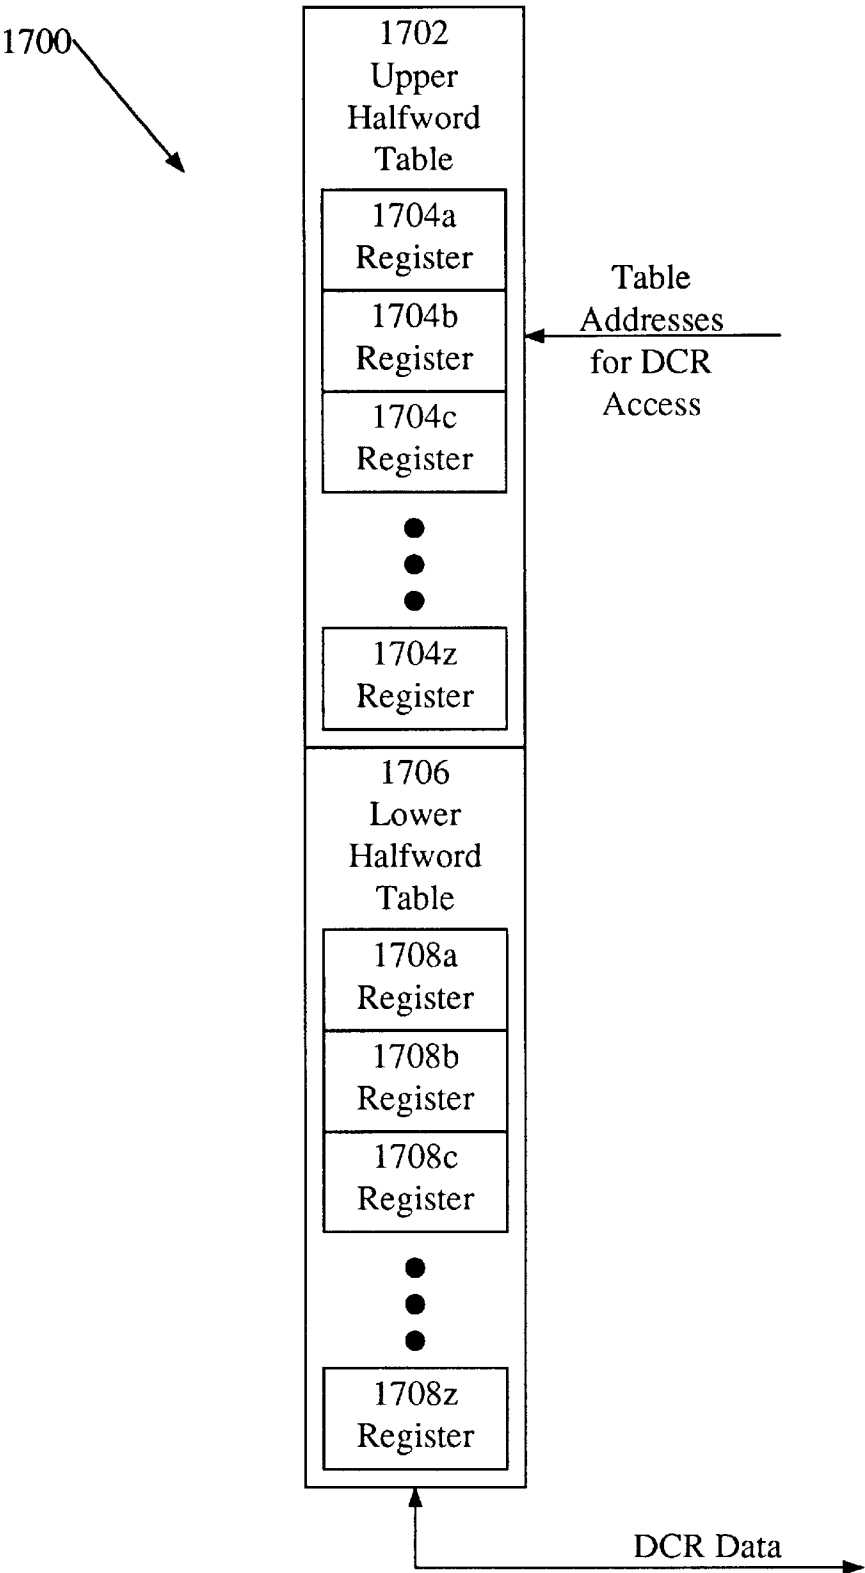 1700
1702
Upper
Halfword
Table
1704a
Register
1704b
Register
1704c
Register
Table
Addresses
for DCR
Access
1704z
Register
1706
Lower
Halfword
Table
1708a
Register
1708b
Register
1708c
Register
1708z
Register
DCR Data